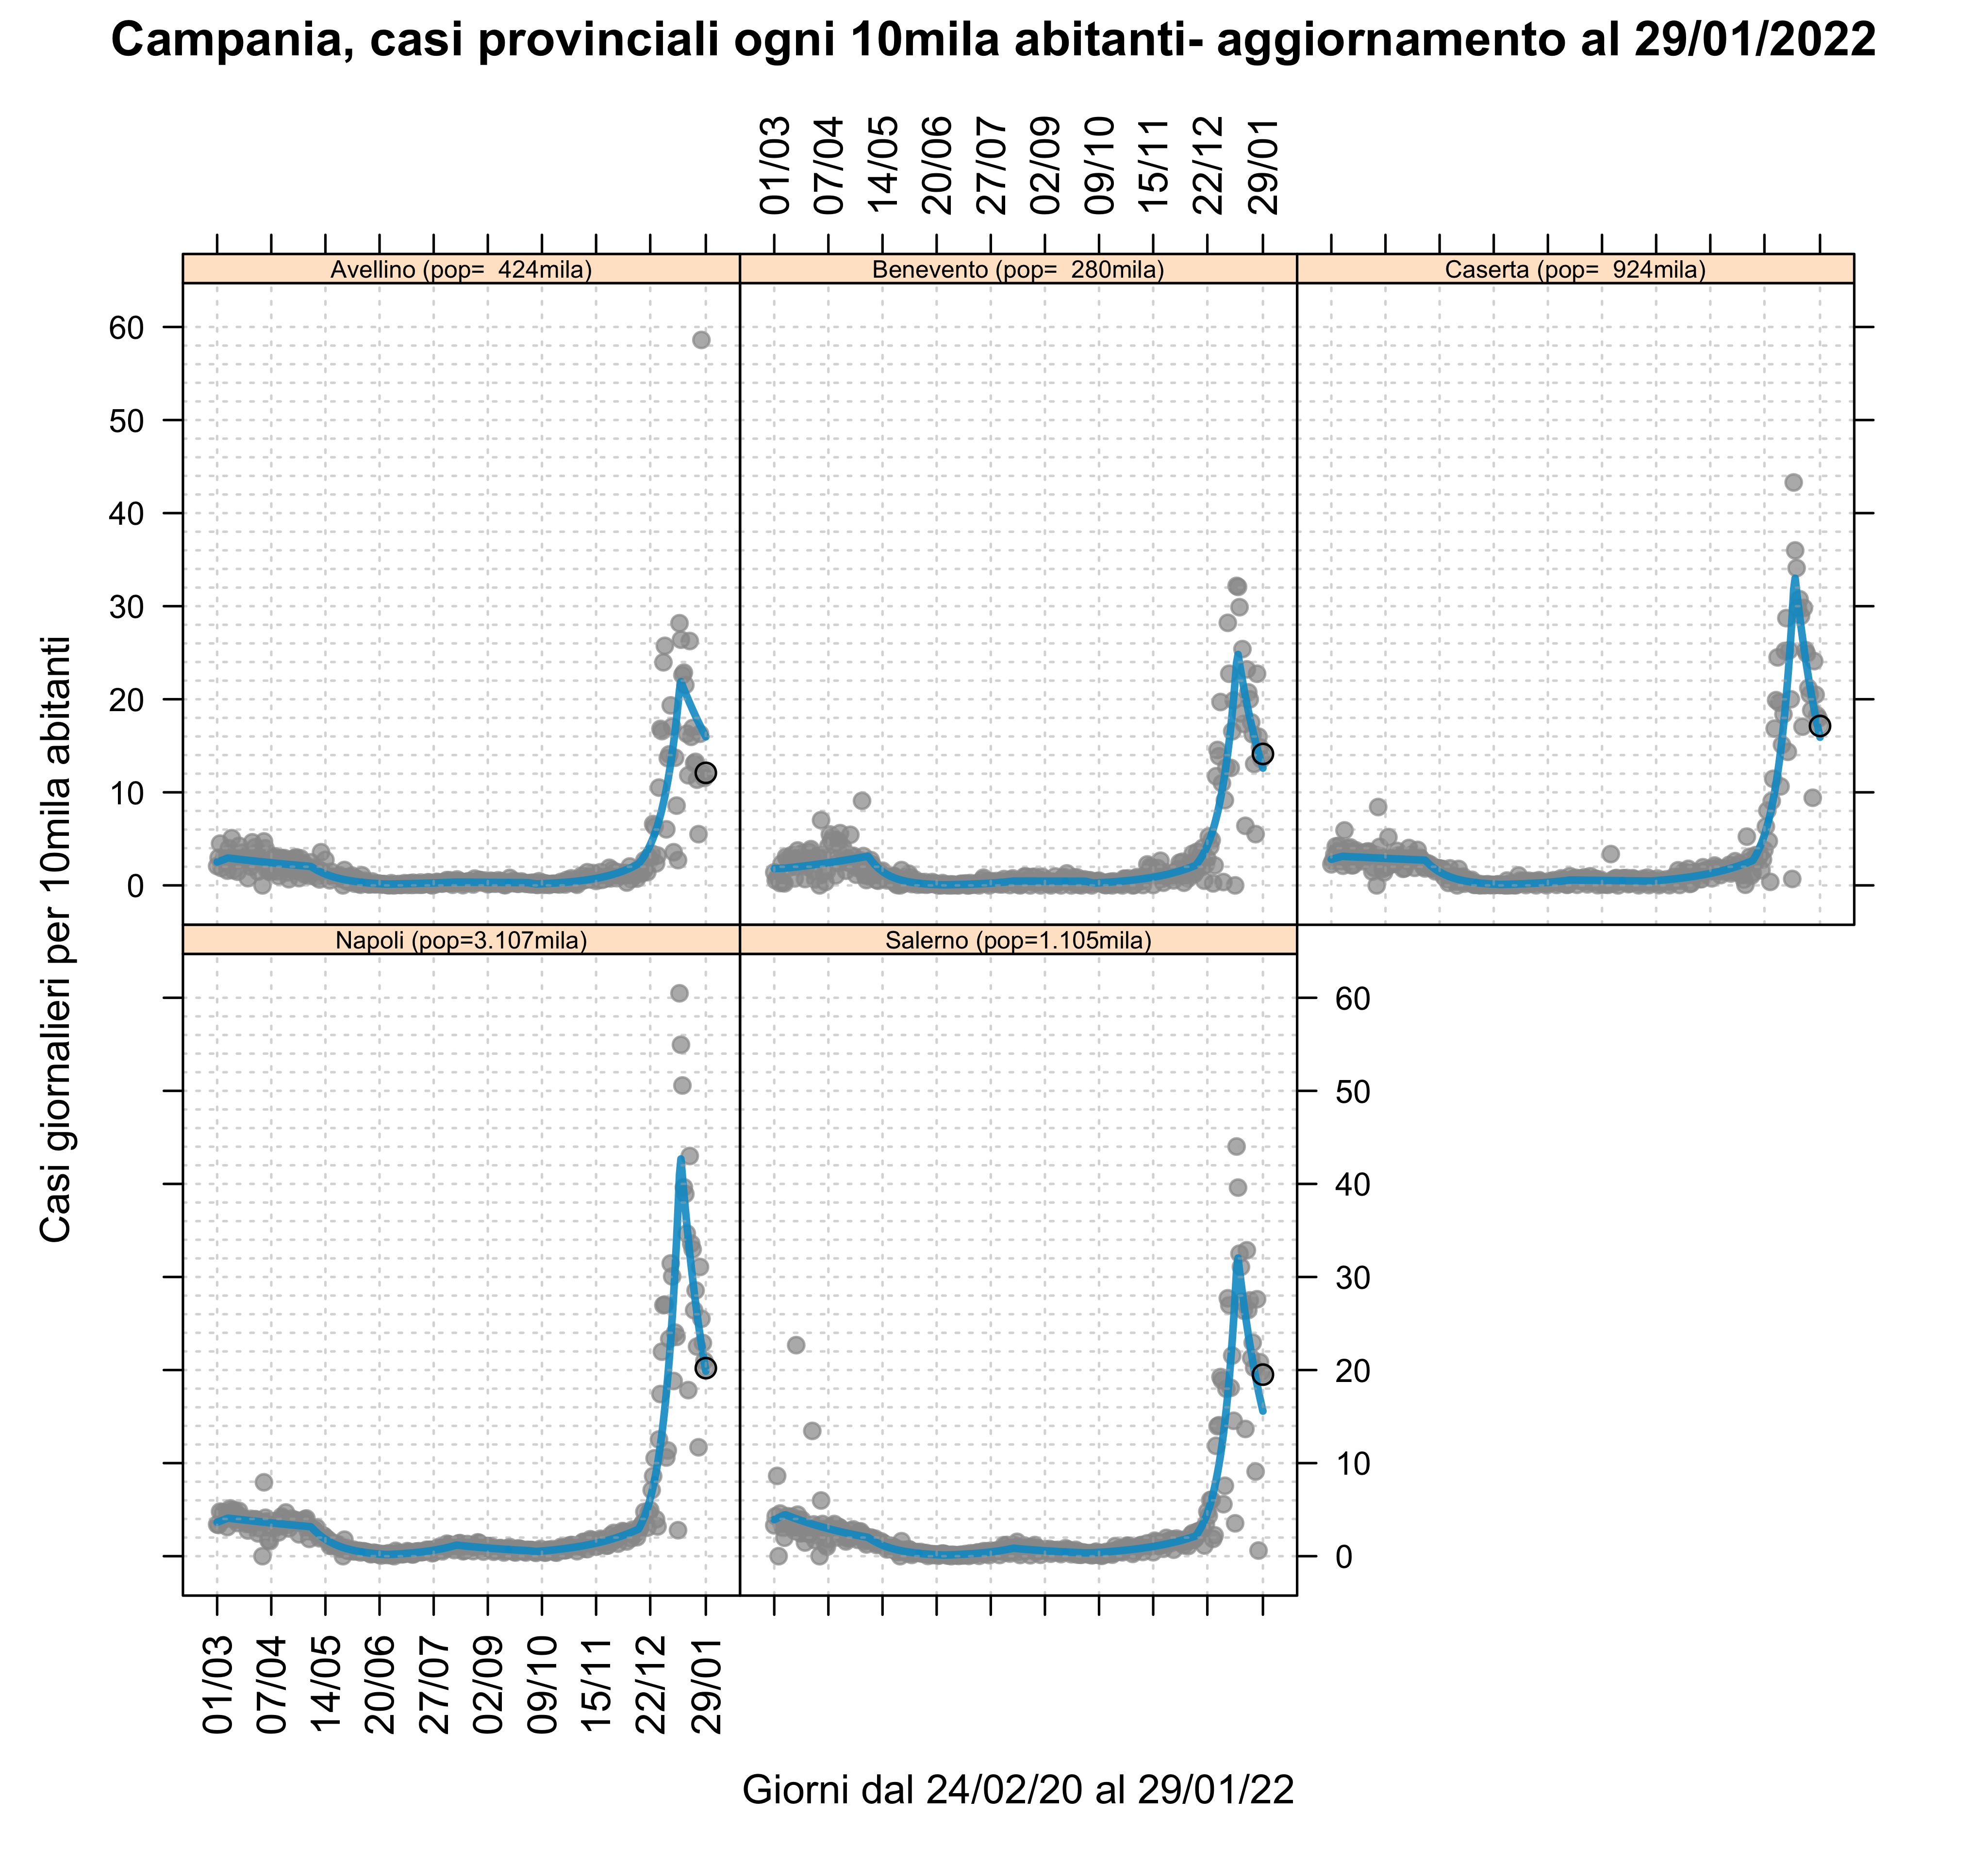 Campania, casi provinciali ogni 10mila abitanti- aggiornamento al 29/01/2022
01/03 07/04 14/05 20/06 27/07 02/09 09/10 15/11 22/12 29/01
Avellino (pop=  424mila)
Benevento (pop=  280mila)
Caserta (pop=  924mila)
60
50
40
30
20
10
0
Casi giornalieri per 10mila abitanti
Napoli (pop=3.107mila)
Salerno (pop=1.105mila)
60
50
40
30
20
10
0
01/03 07/04 14/05 20/06 27/07 02/09 09/10 15/11 22/12 29/01
Giorni dal 24/02/20 al 29/01/22